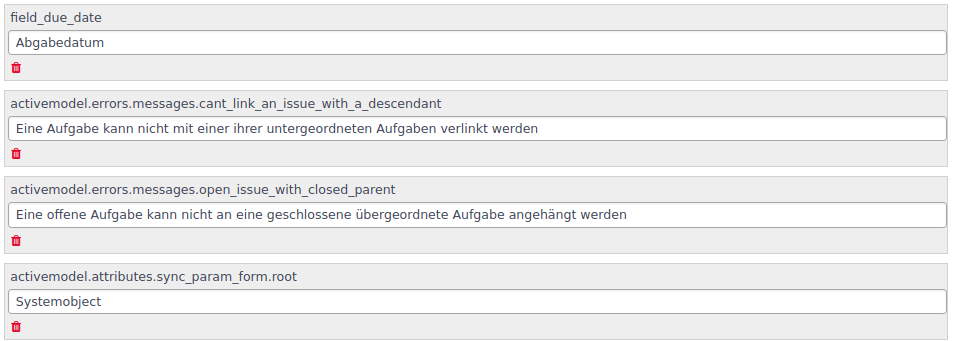 field_due_date
Abgabedatum
activemodel.errors.messages.cant_link_an_issue_with_a_descendant
Eine Aufgabe kann nicht mit einer ihrer untergeordneten Aufgaben verlinkt werden
activemodel.errors.messages.open_issue_with_closed_parent
Eine offene Aufgabe kann nicht an eine geschlossene übergeordnete Aufgabe angehängt werden
activemodel.attributes.sync_param_form.root
Systemobject